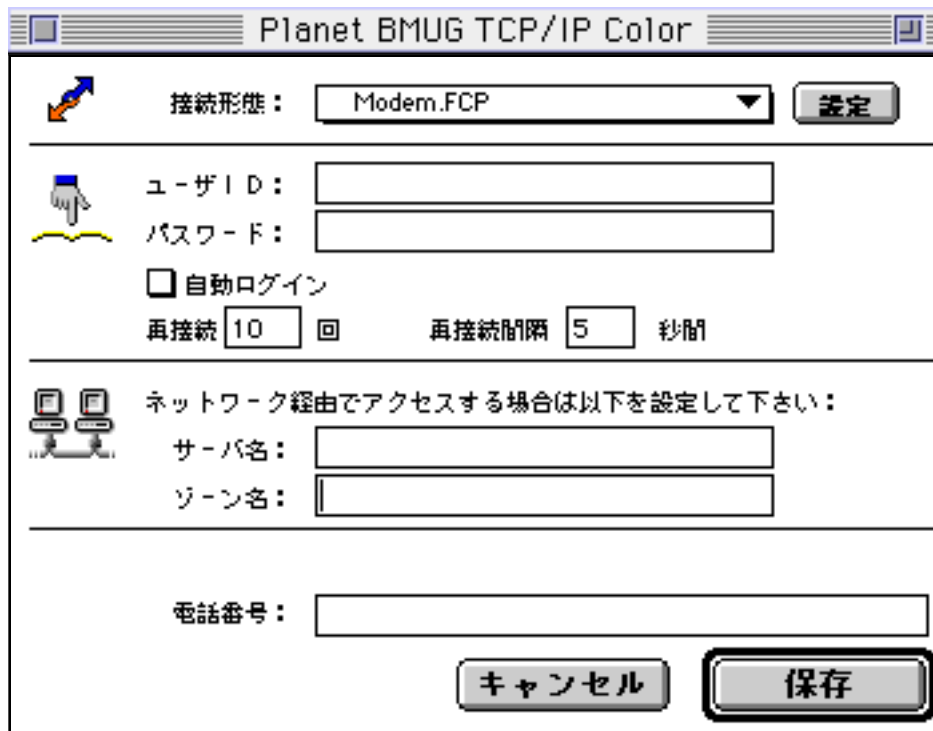 Planet BMUG TCP/IP Color
接続形態： Modem.FCP 設定
ユーザＩＤ：
パスワード：
自動ログイン
再接続 10 回 再接続間隔 5 秒間
ネットワーク経由でアクセスする場合は以下を設定して下さい：
サーバ名：
ゾーン名：
電話番号：
キャンセル 保存